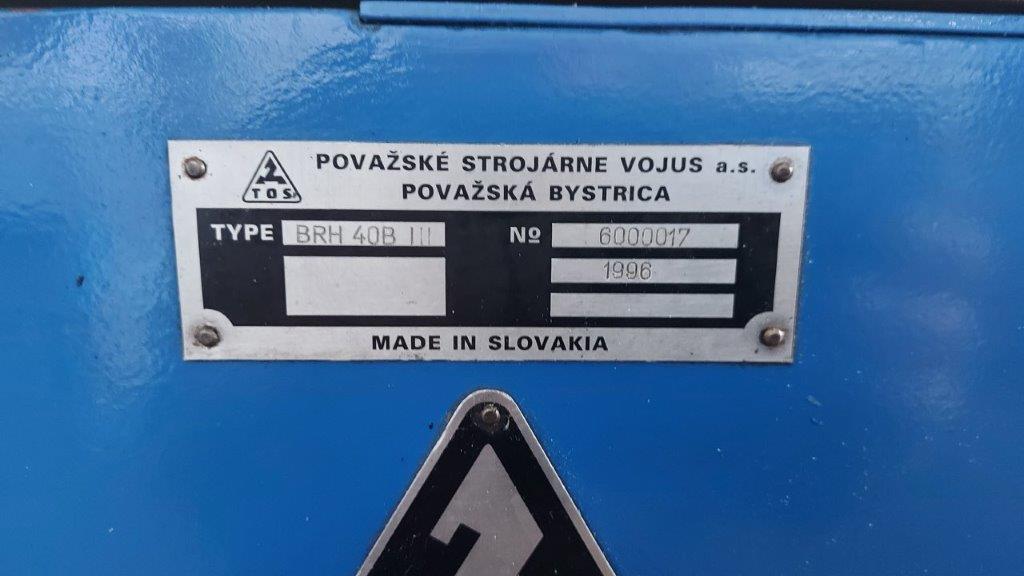 TOS
POVAŽSKÉ STROJÁRNE VOJUS a.s.
POVAŽSKÁ BYSTRICA
TYPE BRH 40B III Nº 6000017
1996
MADE IN SLOVAKIA